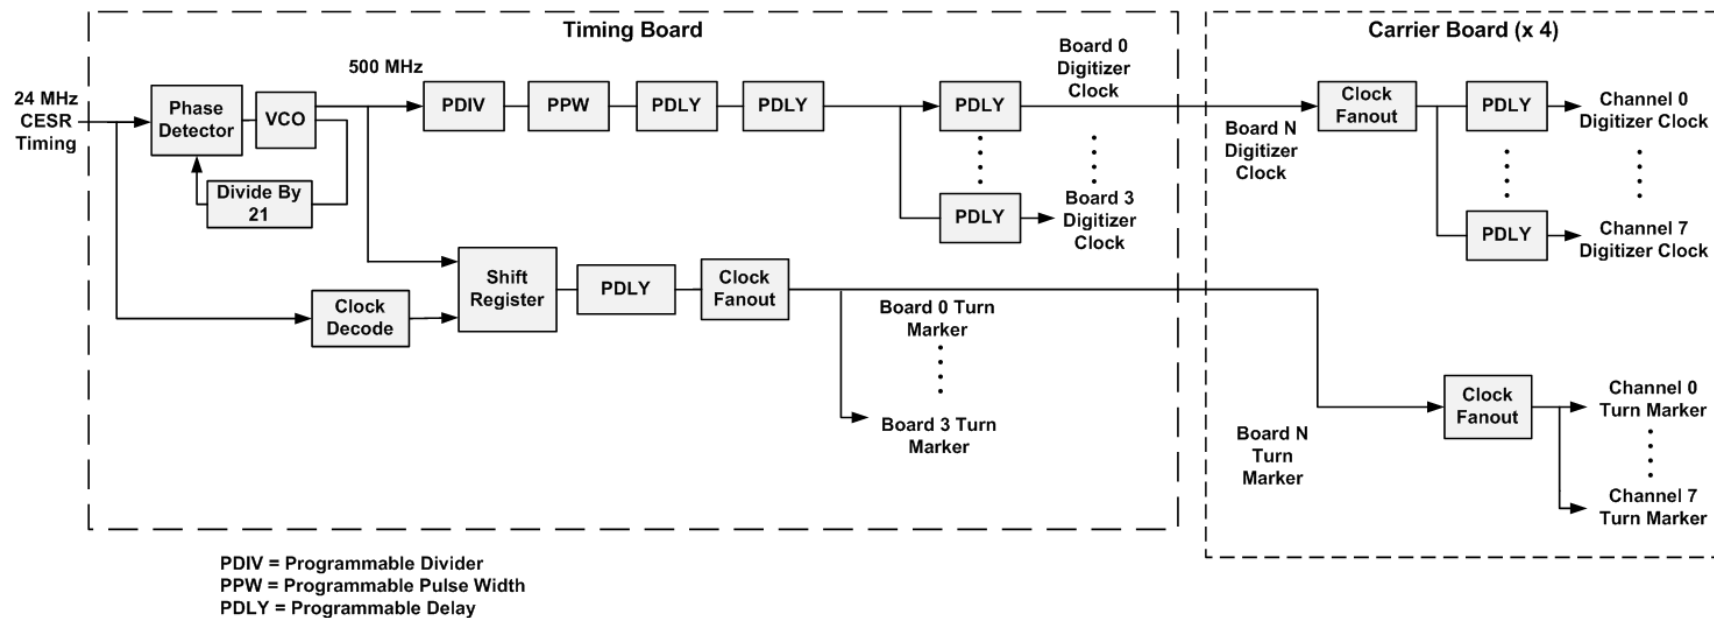 Timing Board
Carrier Board (x 4)
24 MHz
CESR
Timing
Phase
Detector
VCO
Divide By
21
500 MHz
PDIV
PPW
PDLY
PDLY
PDLY
Board 0
Digitizer
Clock
PDLY
Board 3
Digitizer
Clock
Board N
Digitizer
Clock
Clock
Fanout
PDLY
Channel 0
Digitizer Clock
PDLY
Channel 7
Digitizer Clock
Clock
Decode
Shift
Register
PDLY
Clock
Fanout
Board 0 Turn
Marker
Board 3 Turn
Marker
Board N
Turn
Marker
Clock
Fanout
Channel 0
Turn Marker
Channel 7
Turn Marker
PDIV = Programmable Divider
PPW = Programmable Pulse Width
PDLY = Programmable Delay